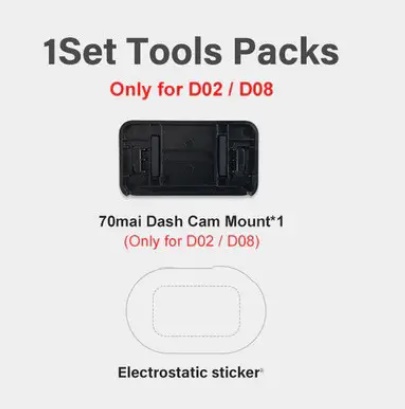 1Set Tools Packs
Only for D02 / D08
70mai Dash Cam Mount*1
(Only for D02 / D08)
Electrostatic sticker